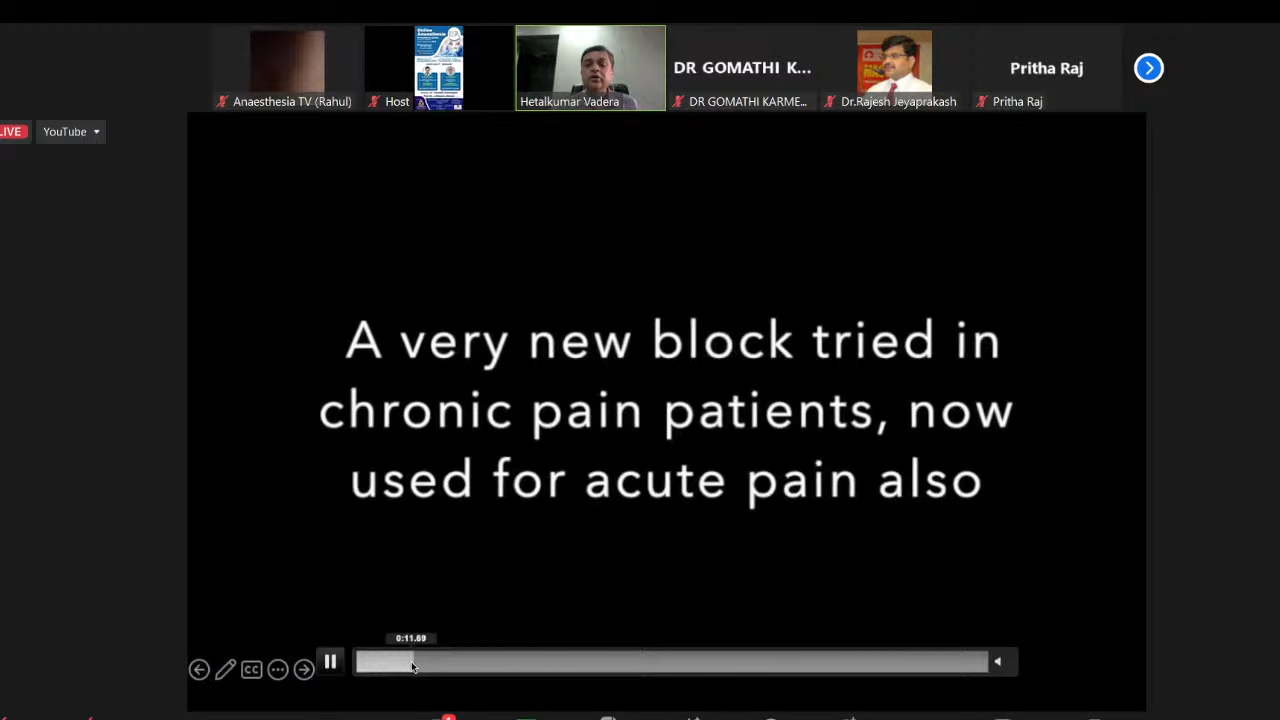 DR GOMATHI K...
Pritha Raj
Anaesthesia TV (Rahul)
Host
Hetalkumar Vadera
DR GOMATHI KARME...
Dr.Rajesh Jeyaprakash
Pritha Raj
LIVE
YouTube
A very new block tried in
chronic pain patients, now
used for acute pain also
0:11.69
CC